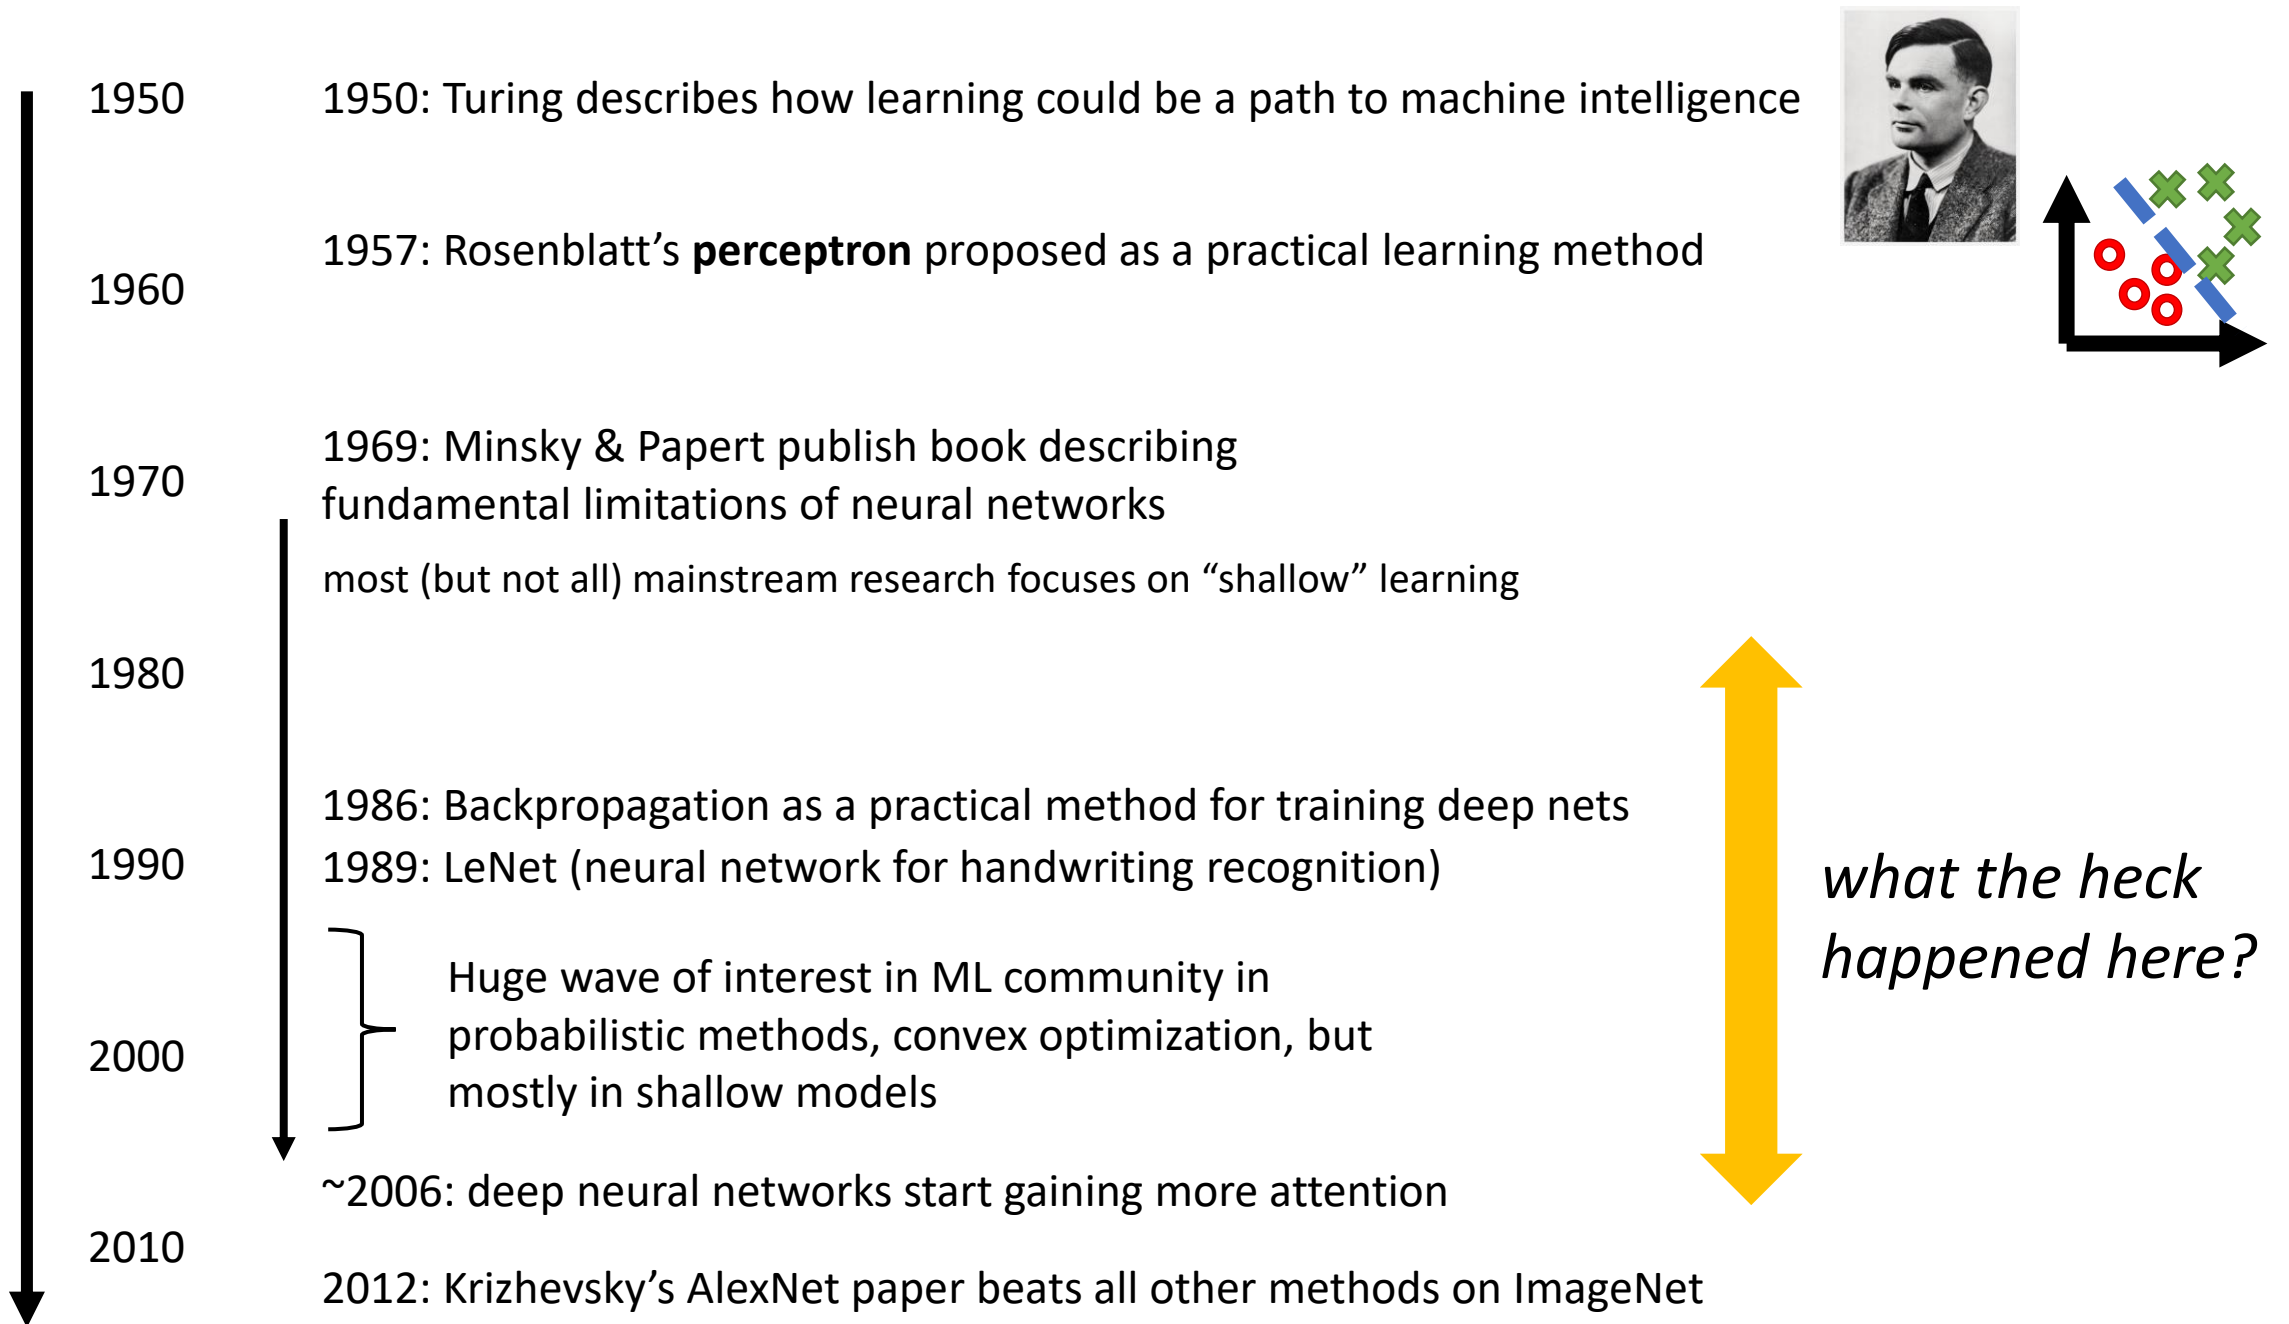 1950
1950: Turing describes how learning could be a path to machine intelligence
1957: Rosenblatt’s perceptron proposed as a practical learning method
1960
1969: Minsky & Papert publish book describing
1970
fundamental limitations of neural networks
most (but not all) mainstream research focuses on “shallow” learning
1980
1986: Backpropagation as a practical method for training deep nets
1990
1989: LeNet (neural network for handwriting recognition)
what the heck
happened here?
Huge wave of interest in ML community in
probabilistic methods, convex optimization, but
2000
mostly in shallow models
~2006: deep neural networks start gaining more attention
2010
2012: Krizhevsky’s AlexNet paper beats all other methods on ImageNet